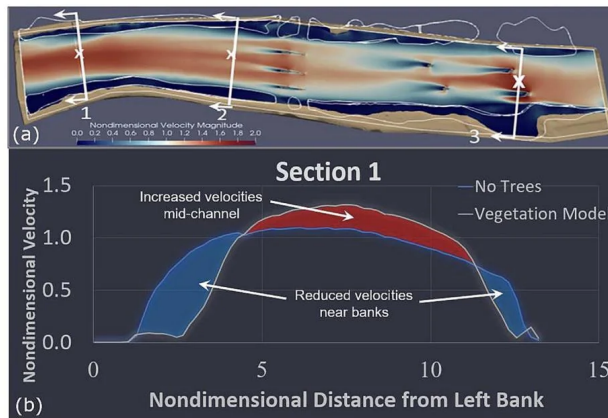 (a)
x
x
x
1
2
3
Nondimensional Velocity Magnitude
0.0 0.2 0.4 0.6 0.8 1.0 1.2 1.4 1.6 1.8 2.0
Section 1
Nondimensional Velocity
1.5
1.0
0.5
0.0
Increased velocities
mid-channel
No Trees
Vegetation Mode
Reduced velocities
near banks
0 5 10 15
Nondimensional Distance from Left Bank
(b)